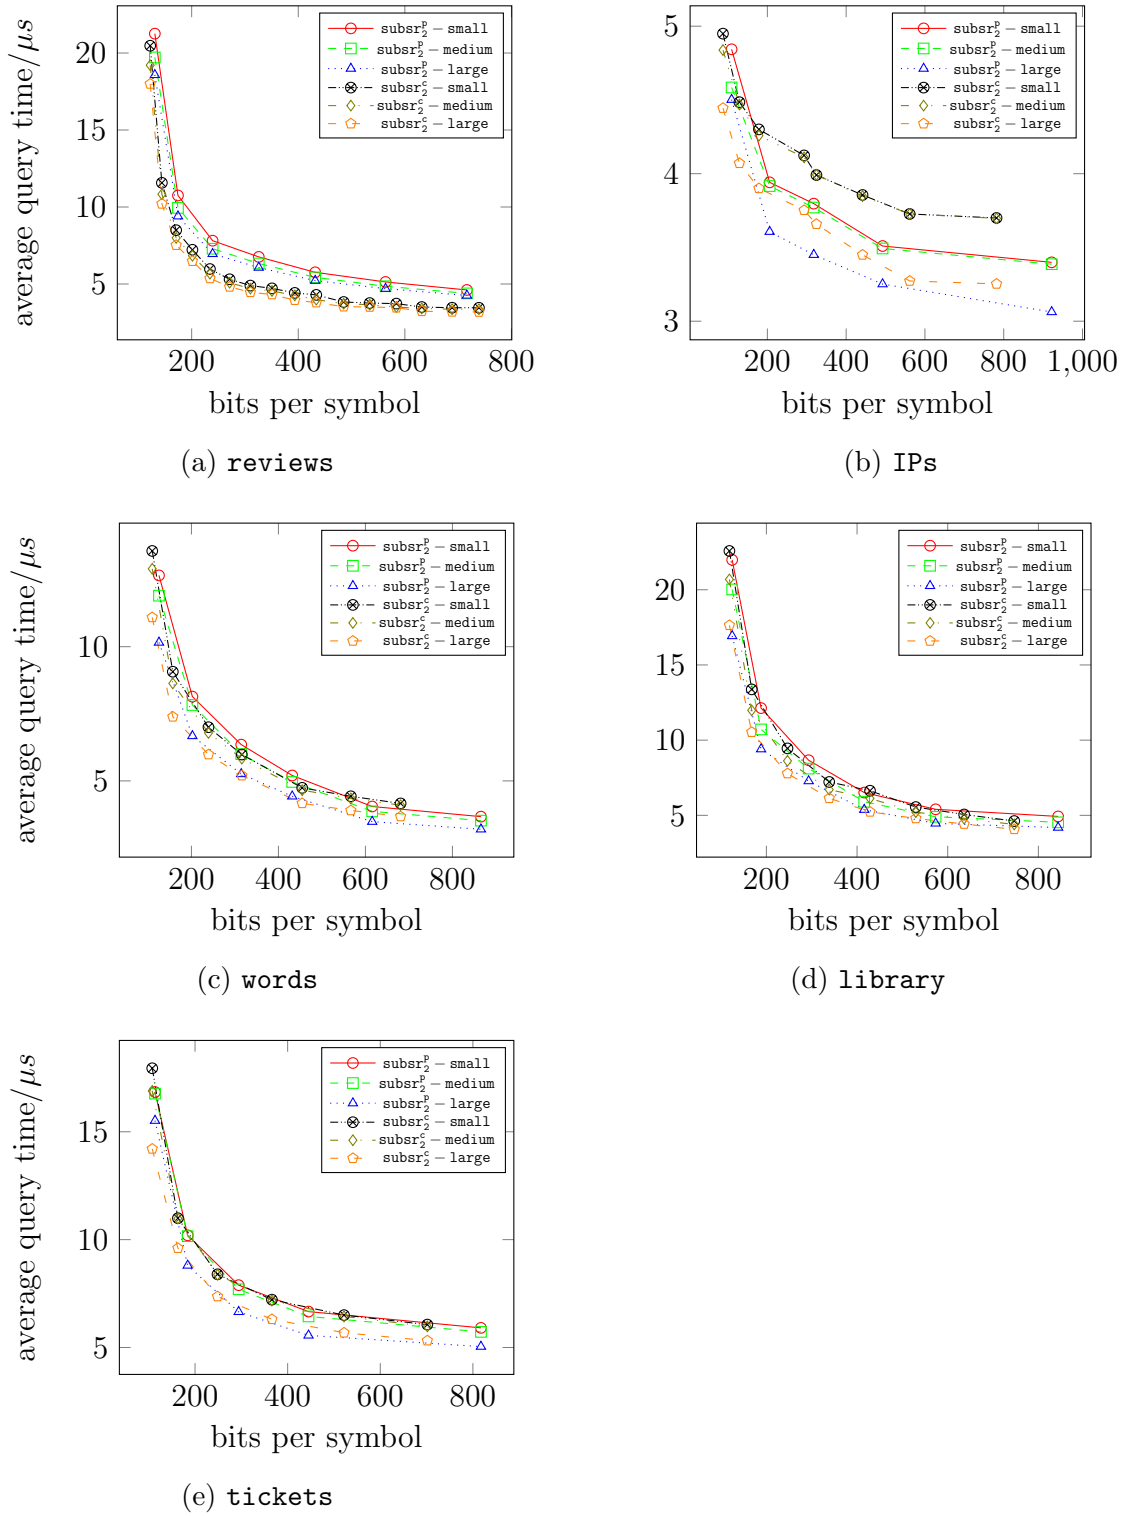 average query time/μs
20
15
10
5
200 400 600 800
bits per symbol
subsr₂ᵖ − small
subsr₂ᵖ − medium
subsr₂ᵖ − large
subsr₂ᶜ − small
subsr₂ᶜ − medium
subsr₂ᶜ − large
(a) reviews
5
4
3
200 400 600 800 1,000
bits per symbol
subsr₂ᵖ − small
subsr₂ᵖ − medium
subsr₂ᵖ − large
subsr₂ᶜ − small
subsr₂ᶜ − medium
subsr₂ᶜ − large
(b) IPs
average query time/μs
10
5
200 400 600 800
bits per symbol
subsr₂ᵖ − small
subsr₂ᵖ − medium
subsr₂ᵖ − large
subsr₂ᶜ − small
subsr₂ᶜ − medium
subsr₂ᶜ − large
(c) words
20
15
10
5
200 400 600 800
bits per symbol
subsr₂ᵖ − small
subsr₂ᵖ − medium
subsr₂ᵖ − large
subsr₂ᶜ − small
subsr₂ᶜ − medium
subsr₂ᶜ − large
(d) library
average query time/μs
15
10
5
200 400 600 800
bits per symbol
subsr₂ᵖ − small
subsr₂ᵖ − medium
subsr₂ᵖ − large
subsr₂ᶜ − small
subsr₂ᶜ − medium
subsr₂ᶜ − large
(e) tickets